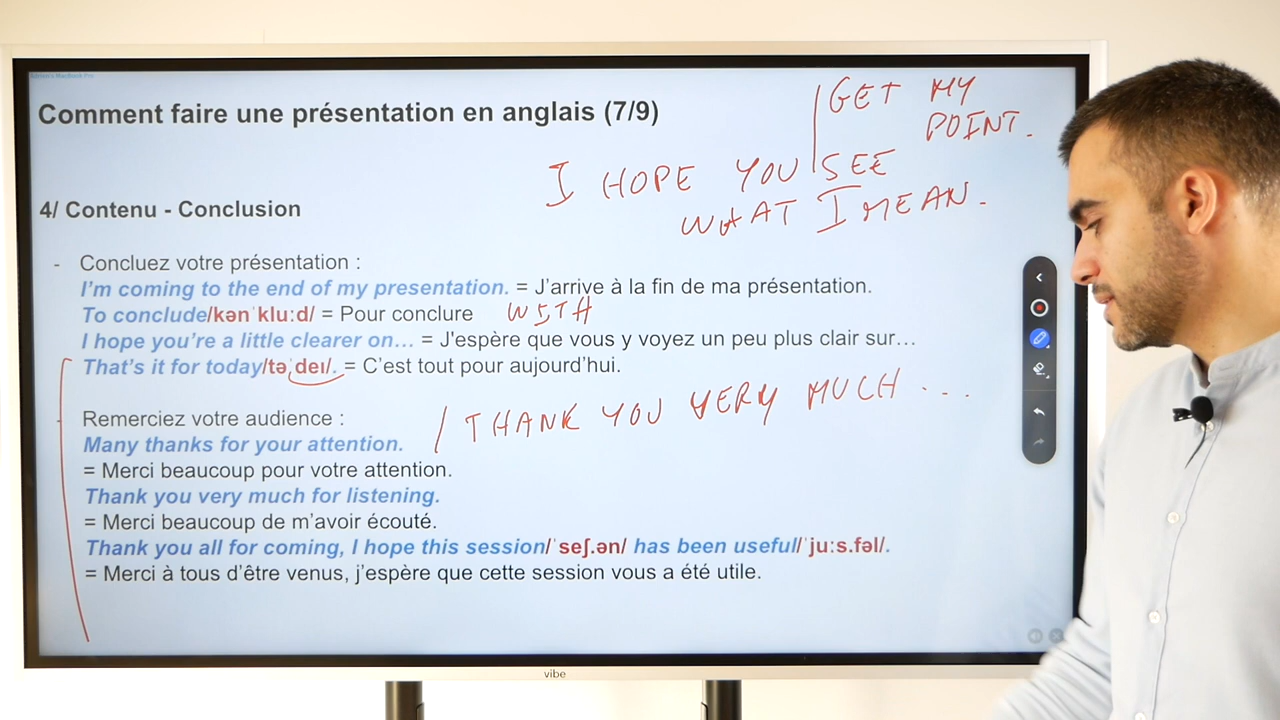 Adrian's MacBook Pro
Comment faire une présentation en anglais (7/9)
GET MY
POINT.
I HOPE YOU SEE
WHAT I MEAN.
4/ Contenu - Conclusion
- Concluez votre présentation :
I'm coming to the end of my presentation. = J'arrive à la fin de ma présentation.
To conclude/kənˈkluːd/ = Pour conclure WITH
I hope you're a little clearer on… = J'espère que vous y voyez un peu plus clair sur…
That's it for today/təˈdeɪ/. = C'est tout pour aujourd'hui.
- Remerciez votre audience :
Many thanks for your attention. / THANK YOU VERY MUCH ...
= Merci beaucoup pour votre attention.
Thank you very much for listening.
= Merci beaucoup de m'avoir écouté.
Thank you all for coming, I hope this session/ˈseʃ.ən/ has been useful/ˈjuːs.fəl/.
= Merci à tous d'être venus, j'espère que cette session vous a été utile.
vibe